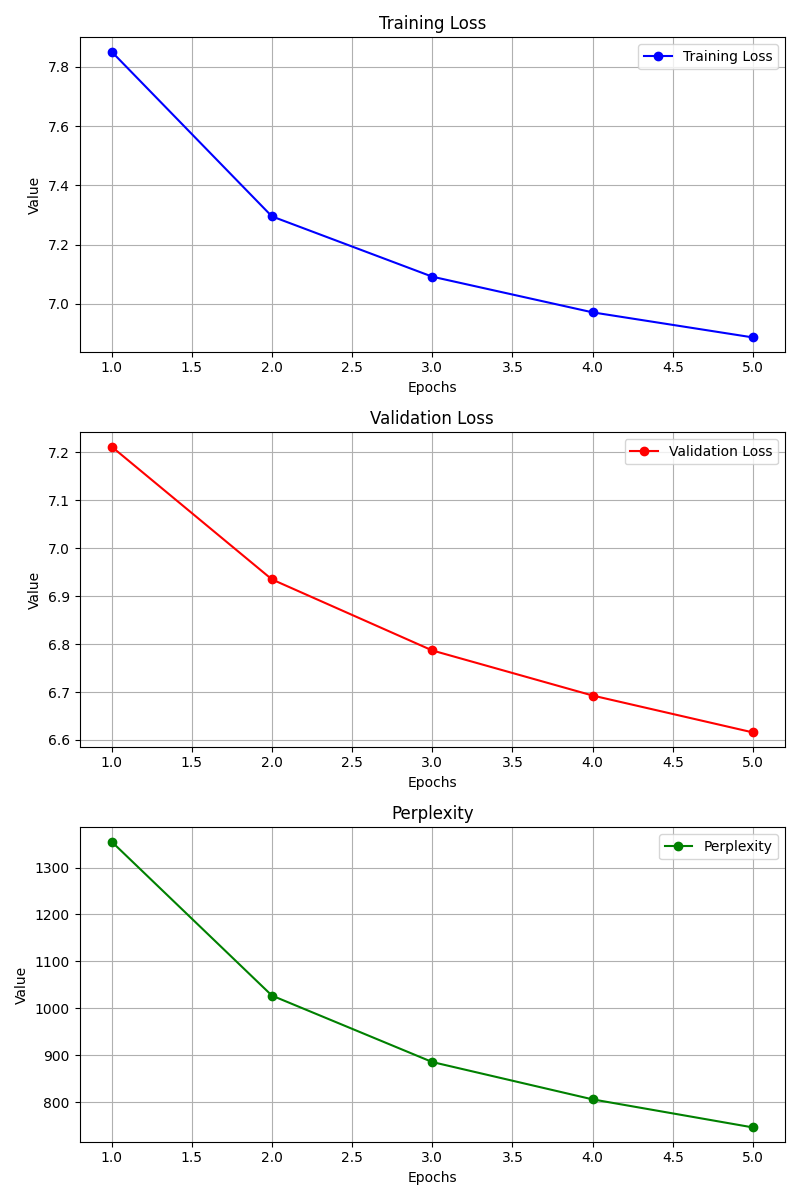 Training Loss
Training Loss
7.8
7.6
7.4
7.2
7.0
Value
1.0 1.5 2.0 2.5 3.0 3.5 4.0 4.5 5.0
Epochs
Validation Loss
Validation Loss
7.2
7.1
7.0
6.9
6.8
6.7
6.6
Value
1.0 1.5 2.0 2.5 3.0 3.5 4.0 4.5 5.0
Epochs
Perplexity
Perplexity
1300
1200
1100
1000
900
800
Value
1.0 1.5 2.0 2.5 3.0 3.5 4.0 4.5 5.0
Epochs